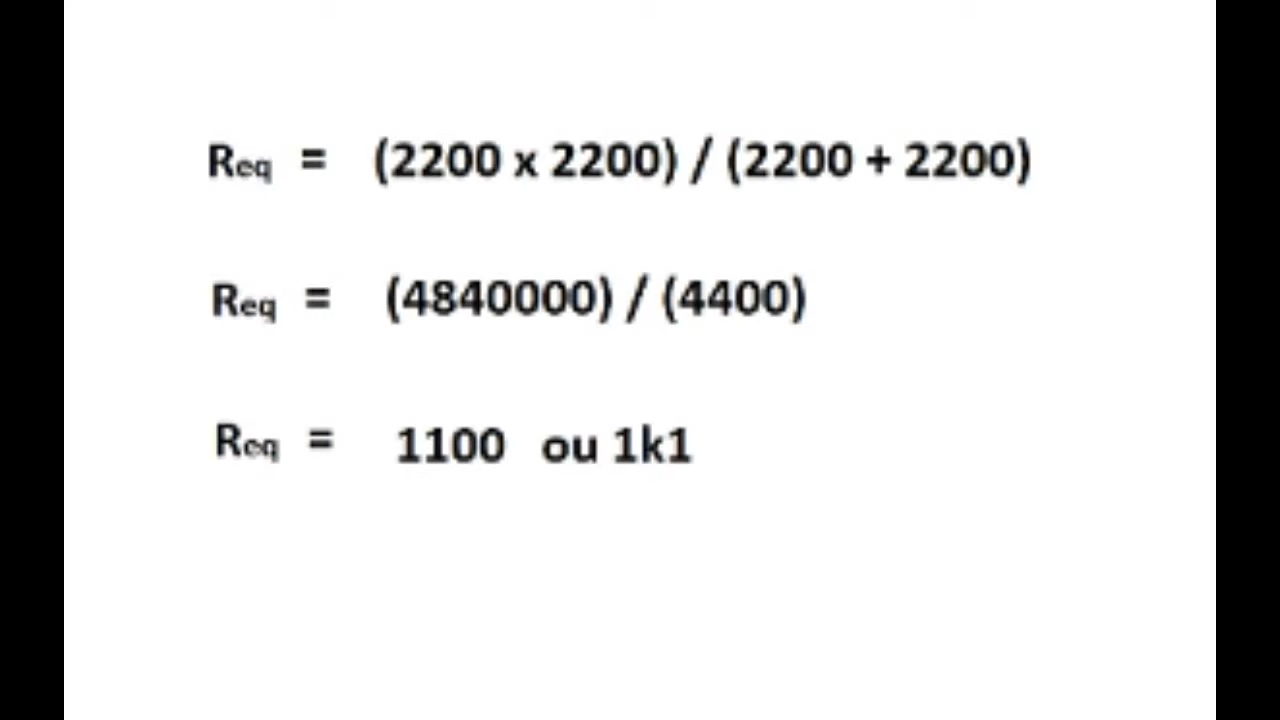 Req = (2200 x 2200) / (2200 + 2200)
Req = (4840000) / (4400)
Req = 1100 ou 1k1